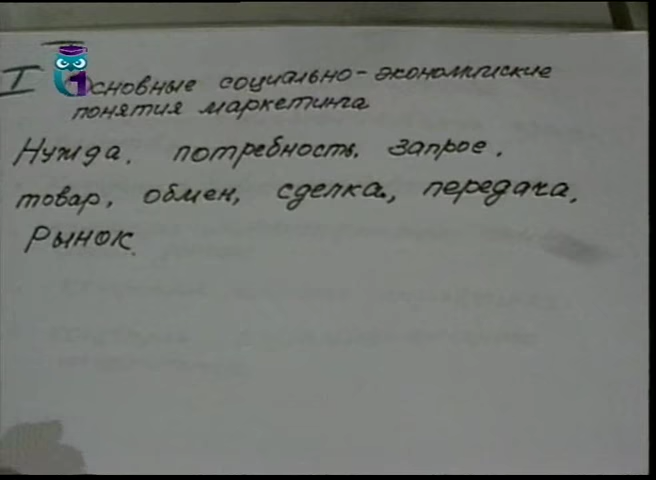 I Основные социально-экономические
понятия маркетинга
Нужда, потребность, запрос,
товар, обмен, сделка, передача,
Рынок.